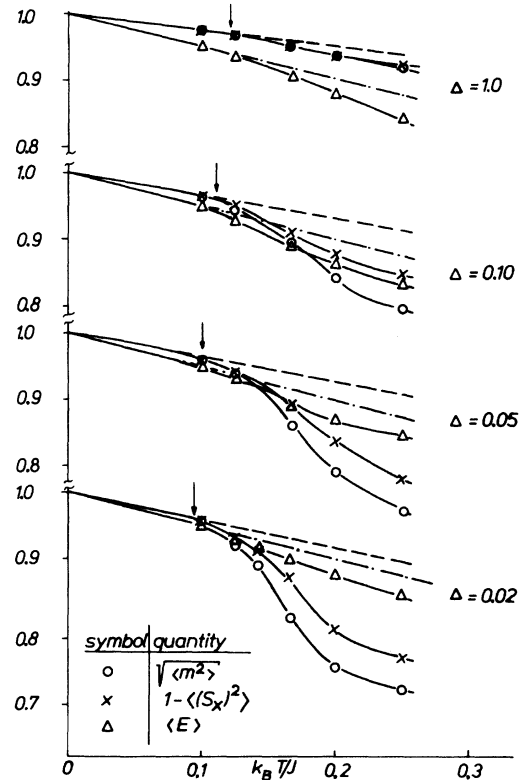 1.0
0.9
0.8
Δ = 1.0
1.0
0.9
0.8
Δ = 0.10
1.0
0.9
0.8
Δ = 0.05
1.0
0.9
0.8
0.7
Δ = 0.02
symbol quantity
○ √⟨m²⟩
× 1-⟨(Sₓ)²⟩
△ ⟨E⟩
0 0.1 k_B T/J 0.2 0.3